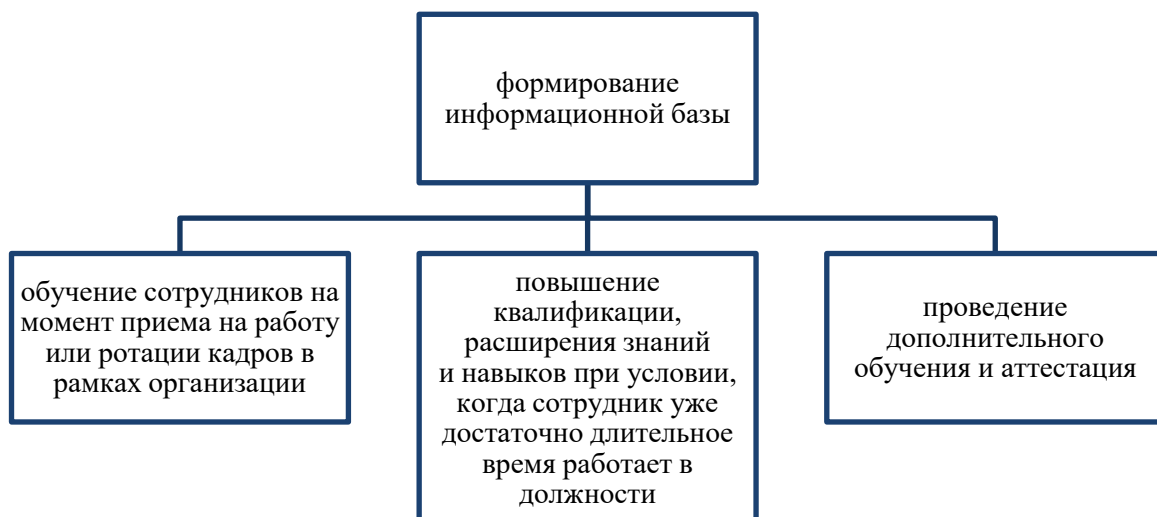 формирование
информационной базы
обучение сотрудников на
момент приема на работу
или ротации кадров в
рамках организации
повышение
квалификации,
расширения знаний
и навыков при условии,
когда сотрудник уже
достаточно длительное
время работает в
должности
проведение
дополнительного
обучения и аттестация